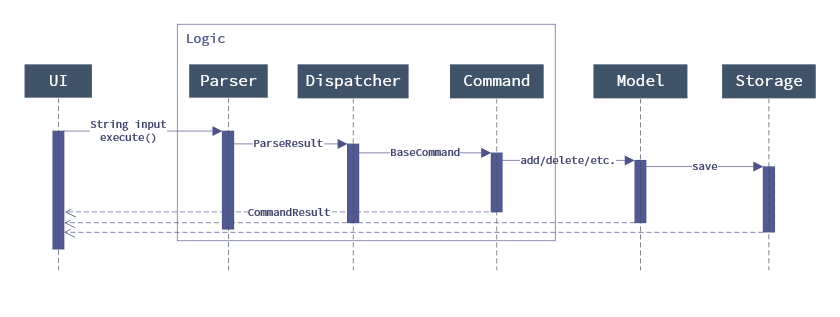 Logic
UI
Parser
Dispatcher
Command
Model
Storage
String input
execute()
ParseResult
BaseCommand
add/delete/etc.
save
CommandResult